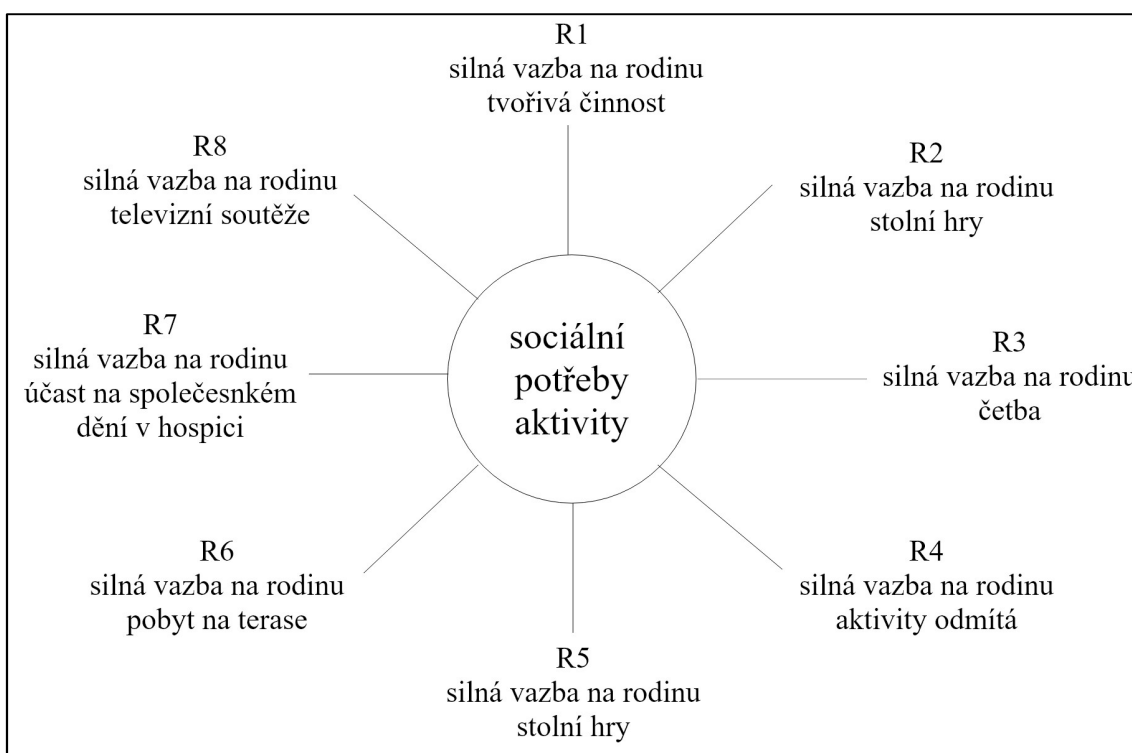 R1
silná vazba na rodinu
tvořivá činnost
R2
silná vazba na rodinu
stolní hry
R3
silná vazba na rodinu
četba
R4
silná vazba na rodinu
aktivity odmítá
R5
silná vazba na rodinu
stolní hry
R6
silná vazba na rodinu
pobyt na terase
R7
silná vazba na rodinu
účast na společesnkém
dění v hospici
R8
silná vazba na rodinu
televizní soutěže
sociální
potřeby
aktivity